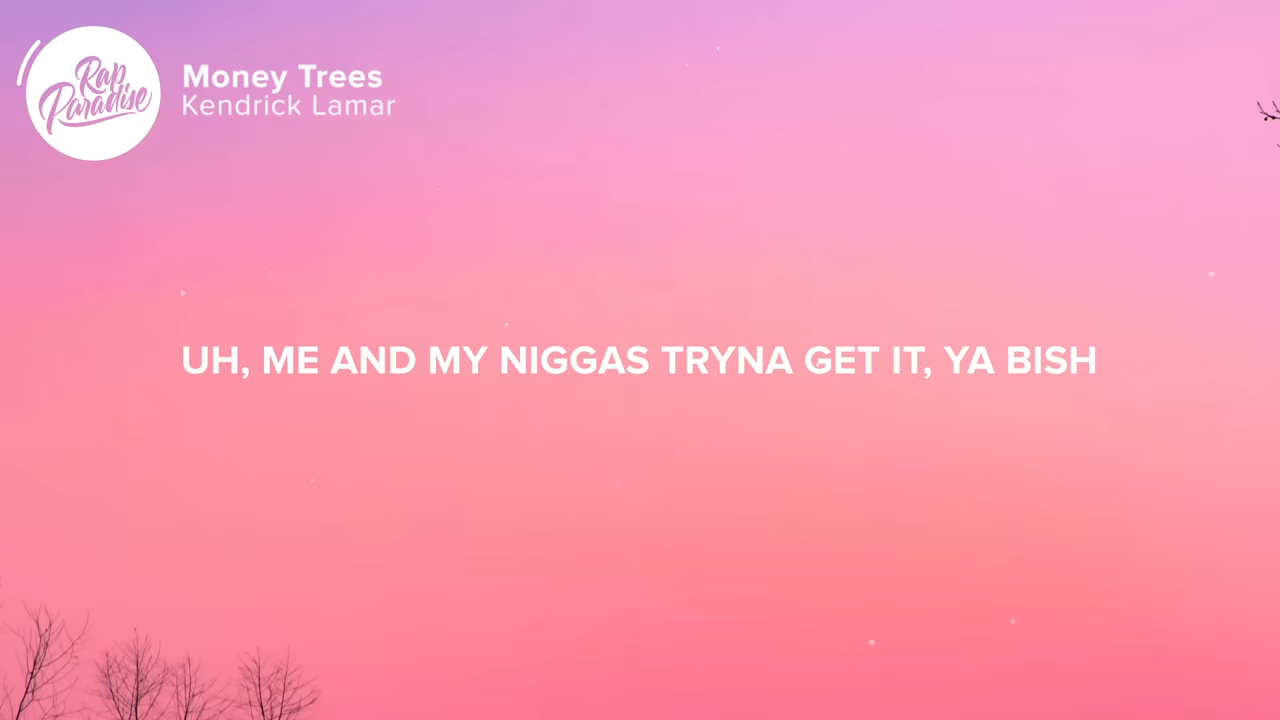 Rap
Paradise
Money Trees
Kendrick Lamar
UH, ME AND MY NIGGAS TRYNA GET IT, YA BISH